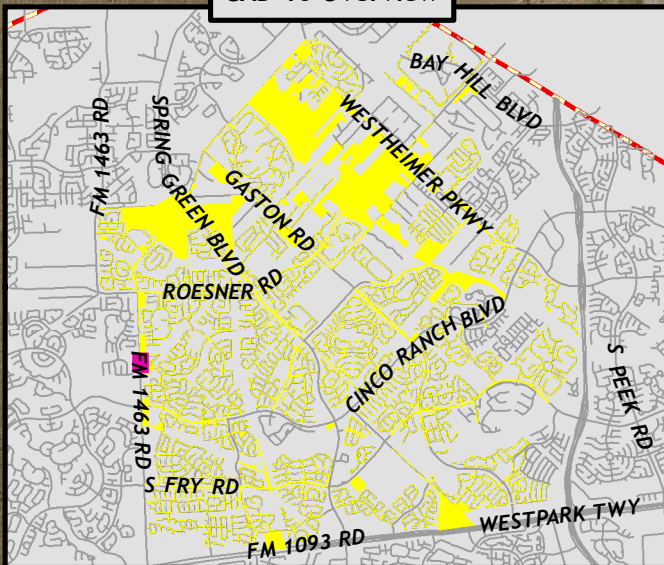 BAY HILL BLVD
FM 1463 RD
SPRING GREEN BLVD
WESTHEIMER PKWY
GASTON RD
ROESNER RD
CINCO RANCH BLVD
S PEEK RD
FM 1463 RD
S FRY RD
WESTPARK TWY
FM 1093 RD